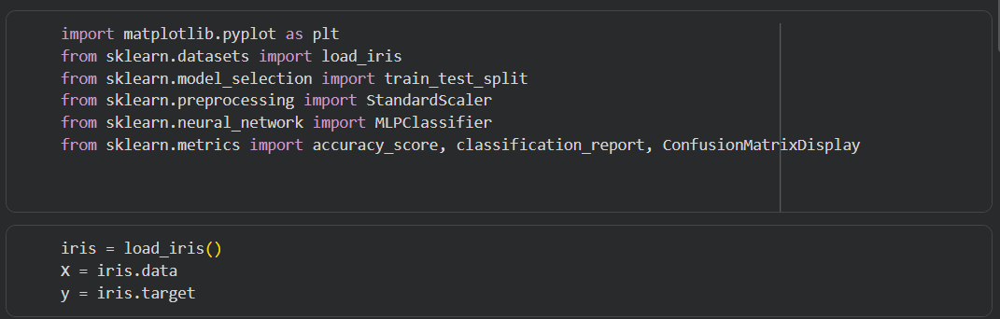 import matplotlib.pyplot as plt
from sklearn.datasets import load_iris
from sklearn.model_selection import train_test_split
from sklearn.preprocessing import StandardScaler
from sklearn.neural_network import MLPClassifier
from sklearn.metrics import accuracy_score, classification_report, ConfusionMatrixDisplay
iris = load_iris()
X = iris.data
y = iris.target